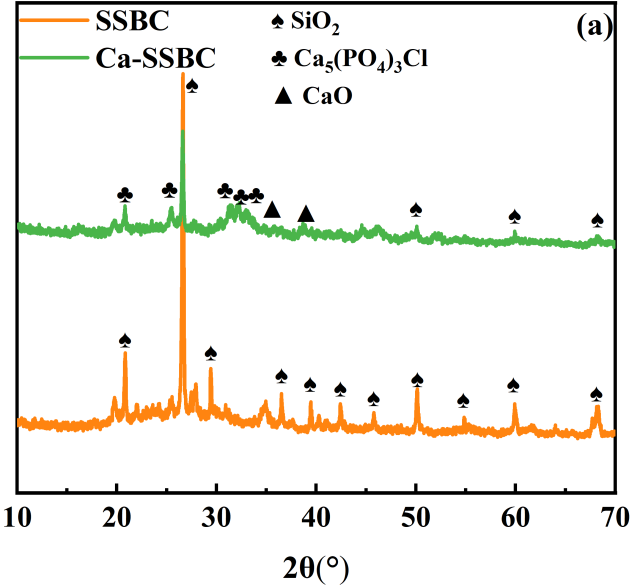 SSBC ♠ SiO₂ (a)
Ca-SSBC ♣ Ca₅(PO₄)₃Cl
▲ CaO
10 20 30 40 50 60 70
2θ(°)